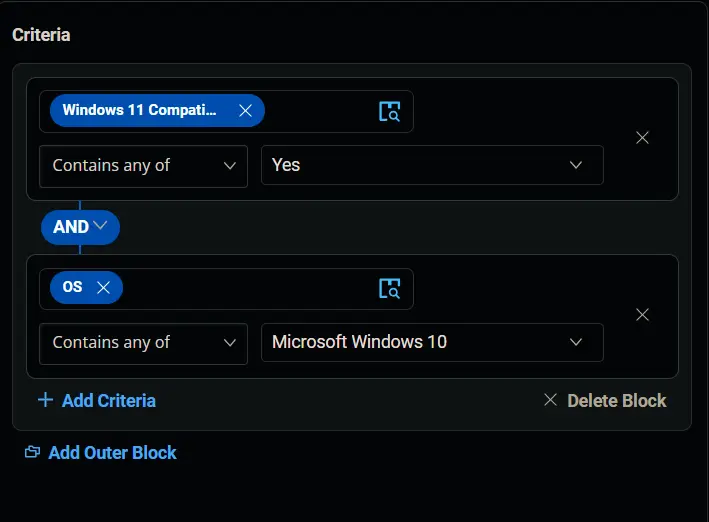 Criteria
Windows 11 Compati...
Contains any of
Yes
AND
OS
Contains any of
Microsoft Windows 10
Add Criteria
Delete Block
Add Outer Block